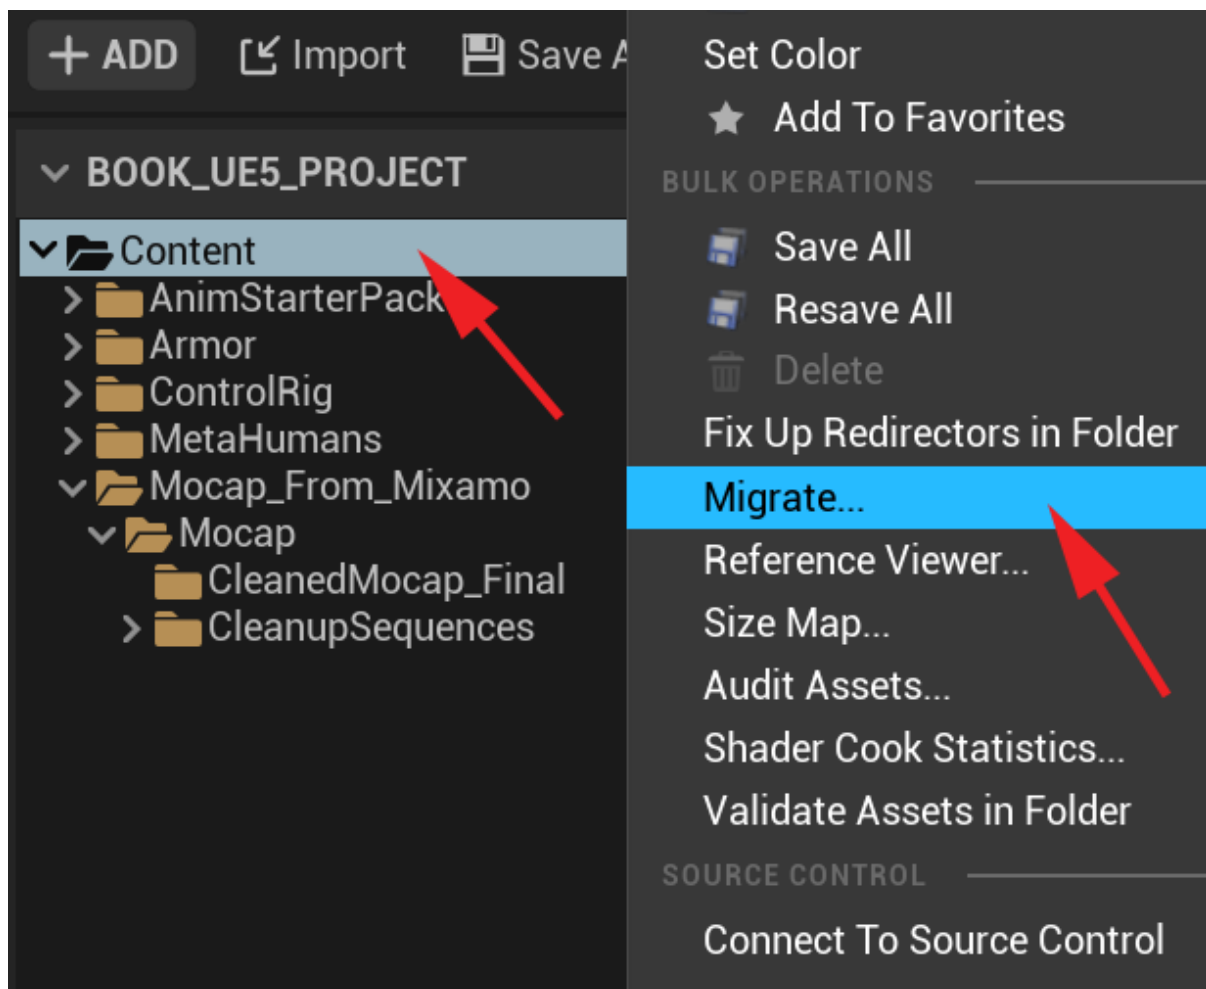 ADD Import Save A
BOOK_UE5_PROJECT
Content
AnimStarterPack
Armor
ControlRig
MetaHumans
Mocap_From_Mixamo
Mocap
CleanedMocap_Final
CleanupSequences
Set Color
Add To Favorites
BULK OPERATIONS
Save All
Resave All
Delete
Fix Up Redirectors in Folder
Migrate...
Reference Viewer...
Size Map...
Audit Assets...
Shader Cook Statistics...
Validate Assets in Folder
SOURCE CONTROL
Connect To Source Control